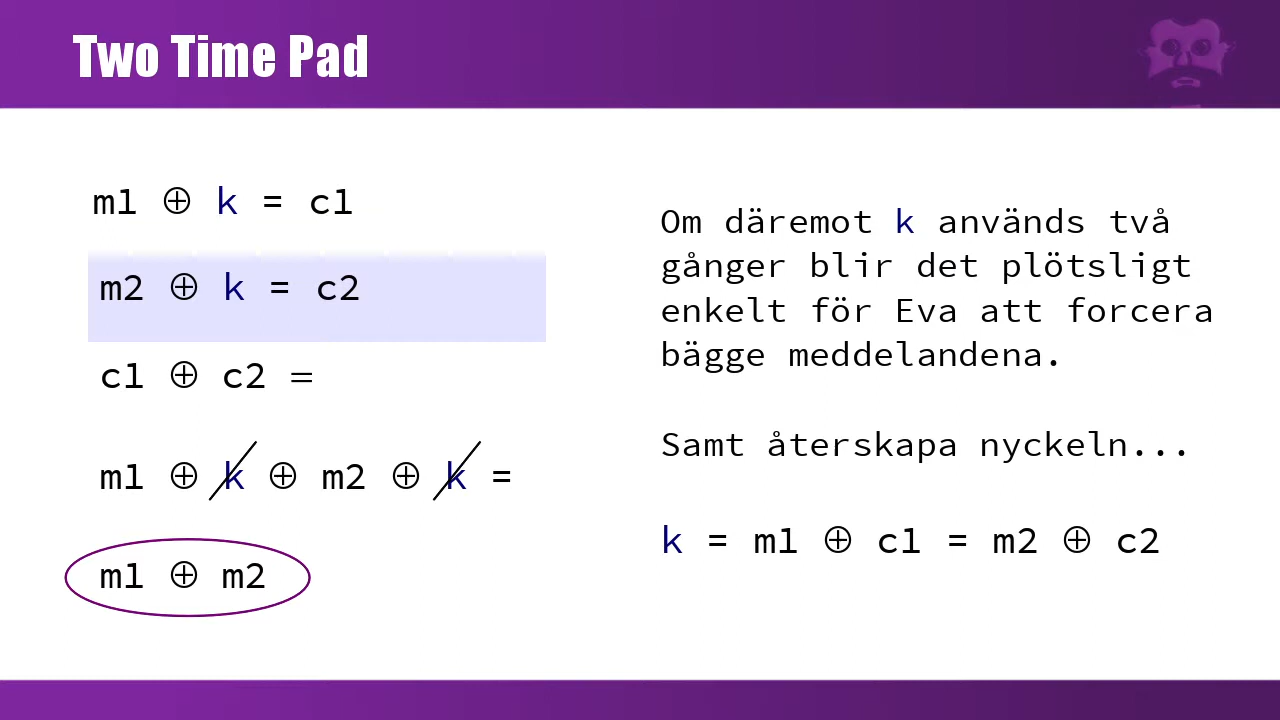 Two Time Pad
m1 ⊕ k = c1
m2 ⊕ k = c2
c1 ⊕ c2 =
m1 ⊕ k ⊕ m2 ⊕ k =
m1 ⊕ m2
Om däremot k används två
gånger blir det plötsligt
enkelt för Eva att forcera
bägge meddelandena.
Samt återskapa nyckeln...
k = m1 ⊕ c1 = m2 ⊕ c2